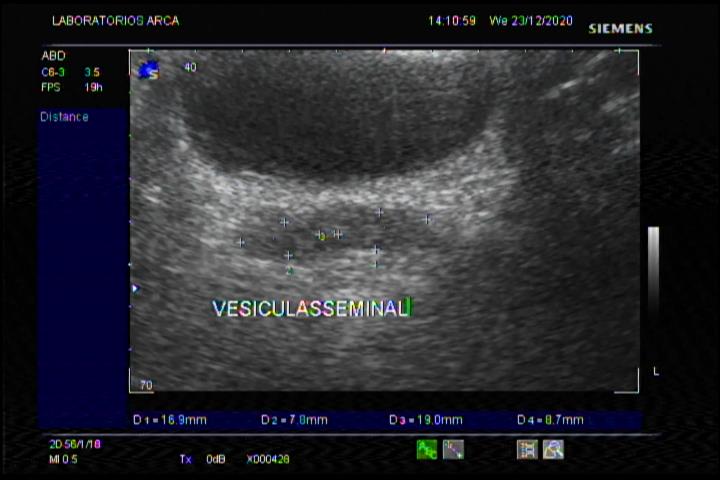 LABORATORIOS ARCA
14:10:59 We 23/12/2020
SIEMENS
ABD
C6-3 3.5
FPS 19h
Distance
S
40
VESICULASSEMINAL
70
L
D1=16.9mm D2=7.8mm D3=19.0mm D4=8.7mm
2D 56/1/18
MI 0.5 Tx 0dB X000426